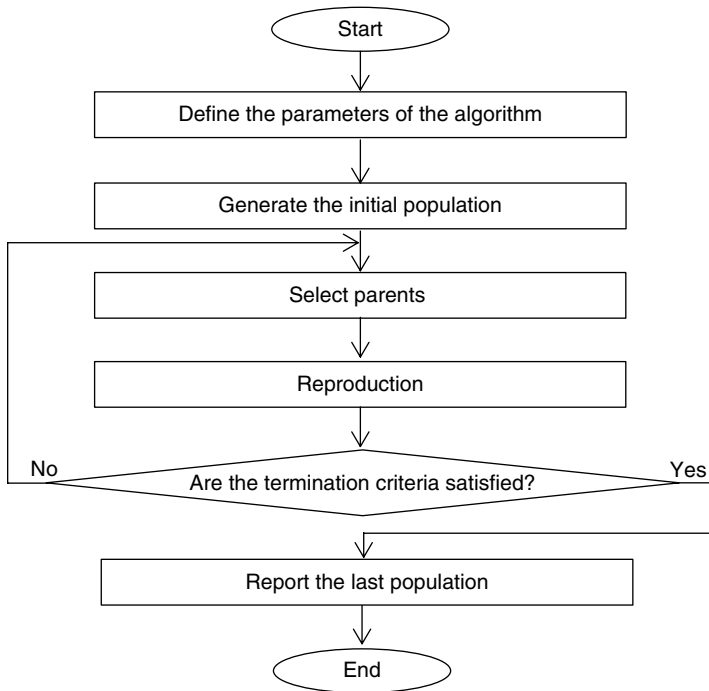 Start
Define the parameters of the algorithm
Generate the initial population
Select parents
Reproduction
No
Are the termination criteria satisfied?
Yes
Report the last population
End